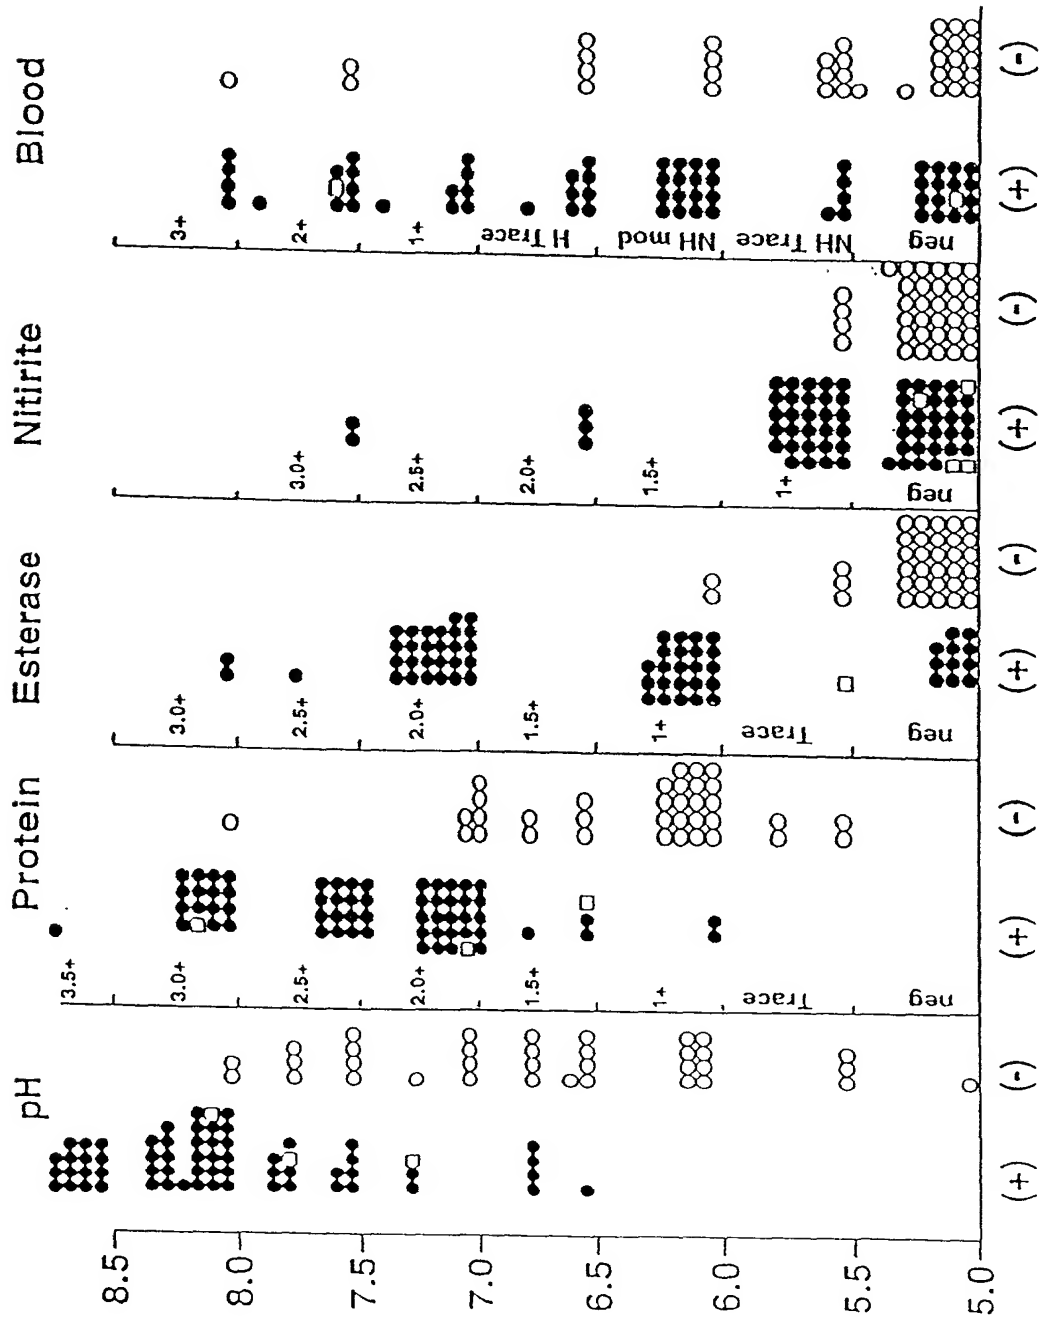 pH Protein Esterase Nitirite Blood
8.5
8.0
7.5
7.0
6.5
6.0
5.5
5.0
3.5+
3.0+
2.5+
2.0+
1.5+
1+
Trace
neg
3.0+
2.5+
2.0+
1.5+
1+
Trace
neg
3.0+
2.5+
2.0+
1.5+
1+
neg
3+
2+
1+
H Trace
NH mod
NH Trace
neg
(+) (-) (+) (-) (+) (-) (+) (-) (+) (-)